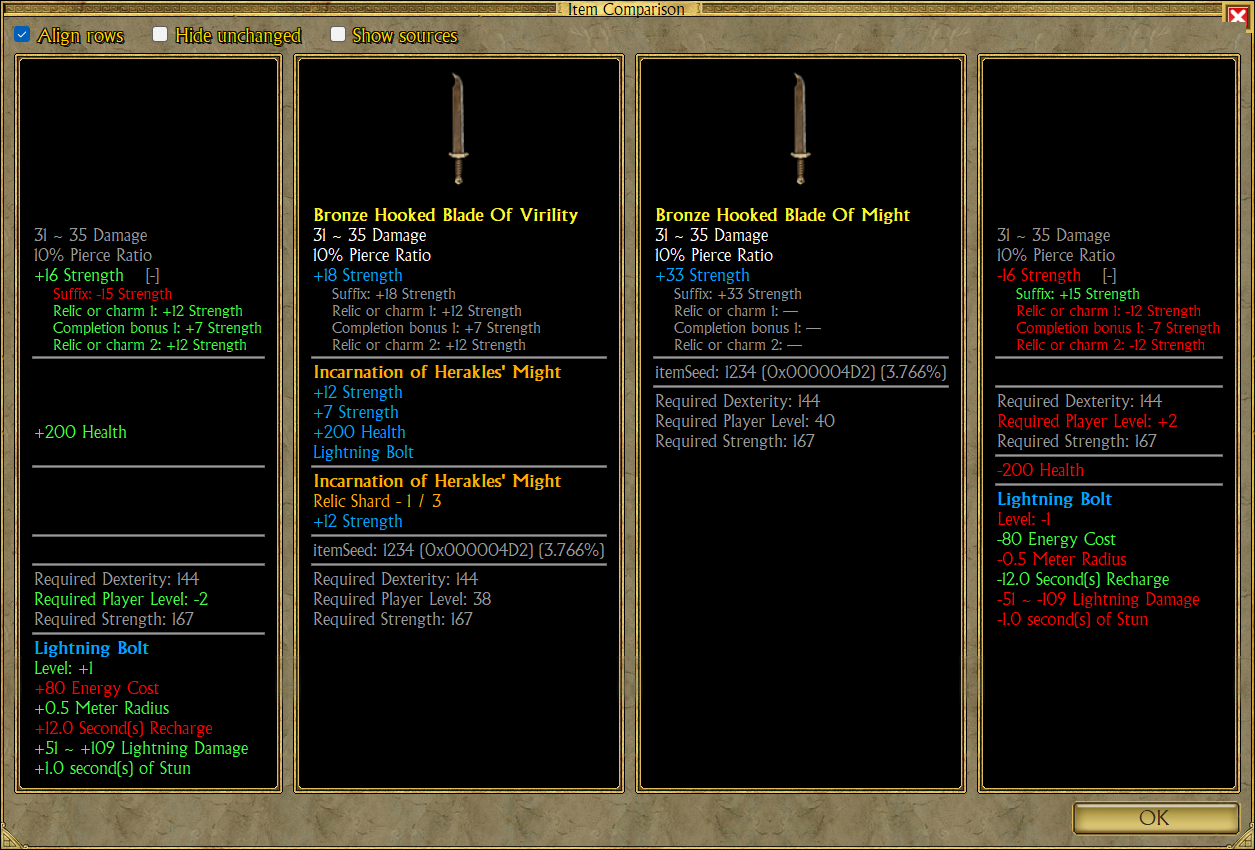 Item Comparison
Align rows
Hide unchanged
Show sources
31 ~ 35 Damage
10% Pierce Ratio
+16 Strength [-]
Suffix: -15 Strength
Relic or charm 1: +12 Strength
Completion bonus 1: +7 Strength
Relic or charm 2: +12 Strength
+200 Health
Required Dexterity: 144
Required Player Level: -2
Required Strength: 167
Lightning Bolt
Level: +1
+80 Energy Cost
+0.5 Meter Radius
+12.0 Second(s) Recharge
+51 ~ +109 Lightning Damage
+1.0 second(s) of Stun
Bronze Hooked Blade Of Virility
31 ~ 35 Damage
10% Pierce Ratio
+18 Strength
Suffix: +18 Strength
Relic or charm 1: +12 Strength
Completion bonus 1: +7 Strength
Relic or charm 2: +12 Strength
Incarnation of Herakles' Might
+12 Strength
+7 Strength
+200 Health
Lightning Bolt
Incarnation of Herakles' Might
Relic Shard - 1 / 3
+12 Strength
itemSeed: 1234 (0x000004D2) (3.766%)
Required Dexterity: 144
Required Player Level: 38
Required Strength: 167
Bronze Hooked Blade Of Might
31 ~ 35 Damage
10% Pierce Ratio
+33 Strength
Suffix: +33 Strength
Relic or charm 1: —
Completion bonus 1: —
Relic or charm 2: —
itemSeed: 1234 (0x000004D2) (3.766%)
Required Dexterity: 144
Required Player Level: 40
Required Strength: 167
31 ~ 35 Damage
10% Pierce Ratio
-16 Strength [-]
Suffix: +15 Strength
Relic or charm 1: -12 Strength
Completion bonus 1: -7 Strength
Relic or charm 2: -12 Strength
Required Dexterity: 144
Required Player Level: +2
Required Strength: 167
-200 Health
Lightning Bolt
Level: -1
-80 Energy Cost
-0.5 Meter Radius
-12.0 Second(s) Recharge
-51 ~ -109 Lightning Damage
-1.0 second(s) of Stun
OK